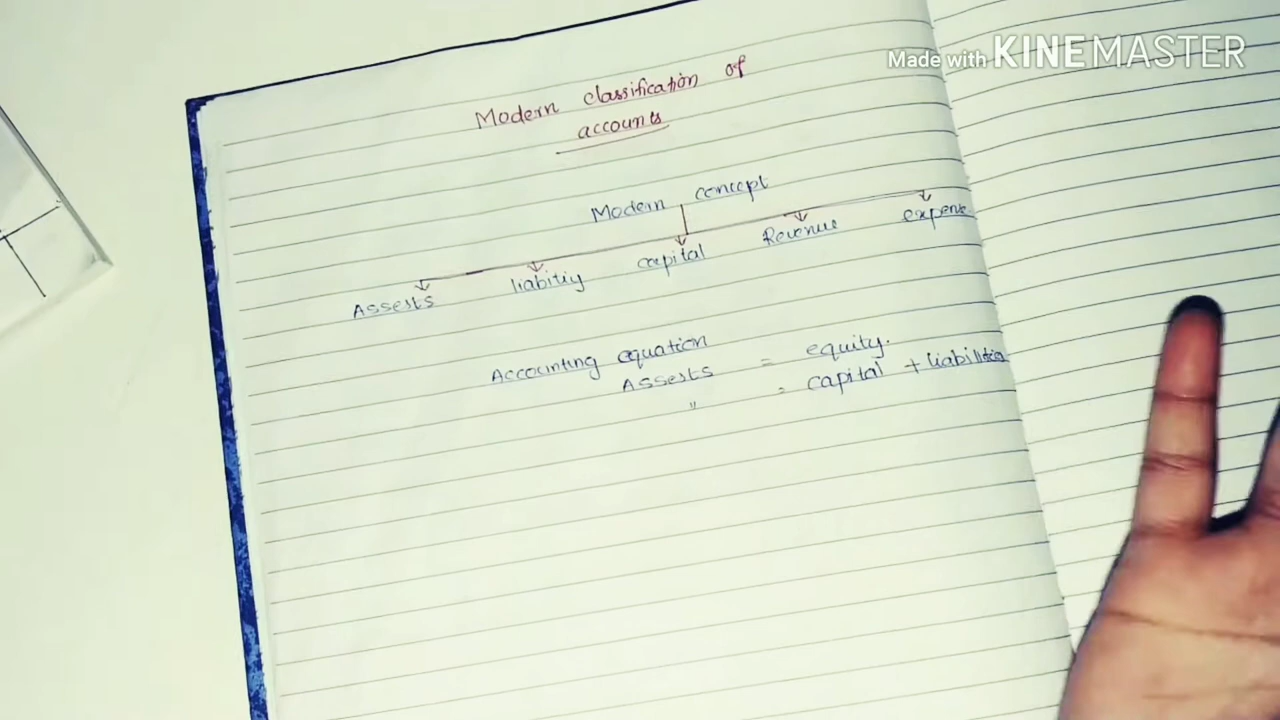 Made with KINEMASTER
Modern classification of
accounts
Modern concept
Assests liabitiy capital Revenue expense
Accounting equation
Assests = equity.
" = capital + liabilities